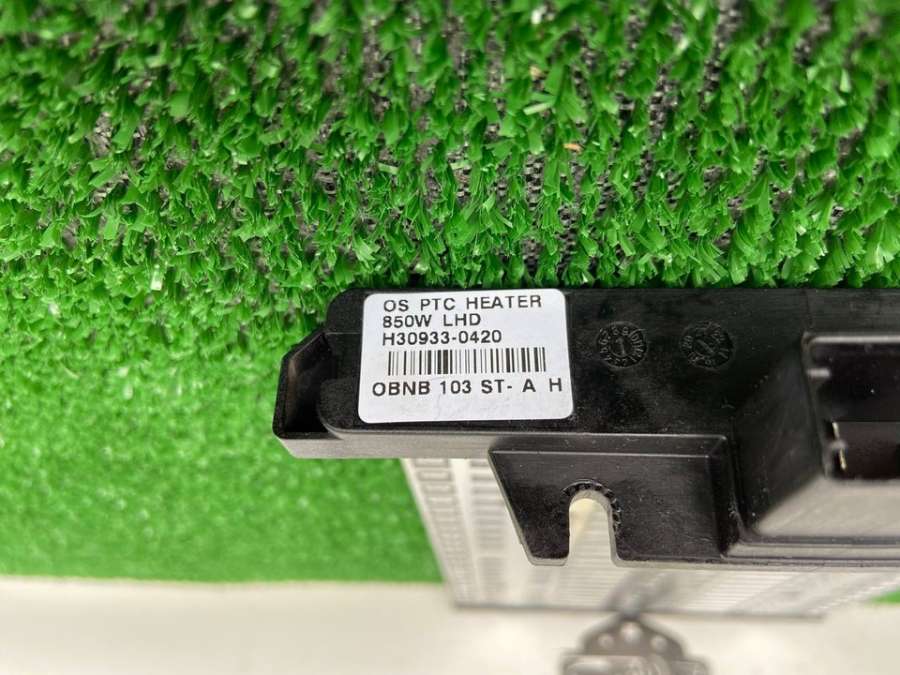 OS PTC HEATER
850W LHD
H30933-0420
OBNB 103 ST- A H